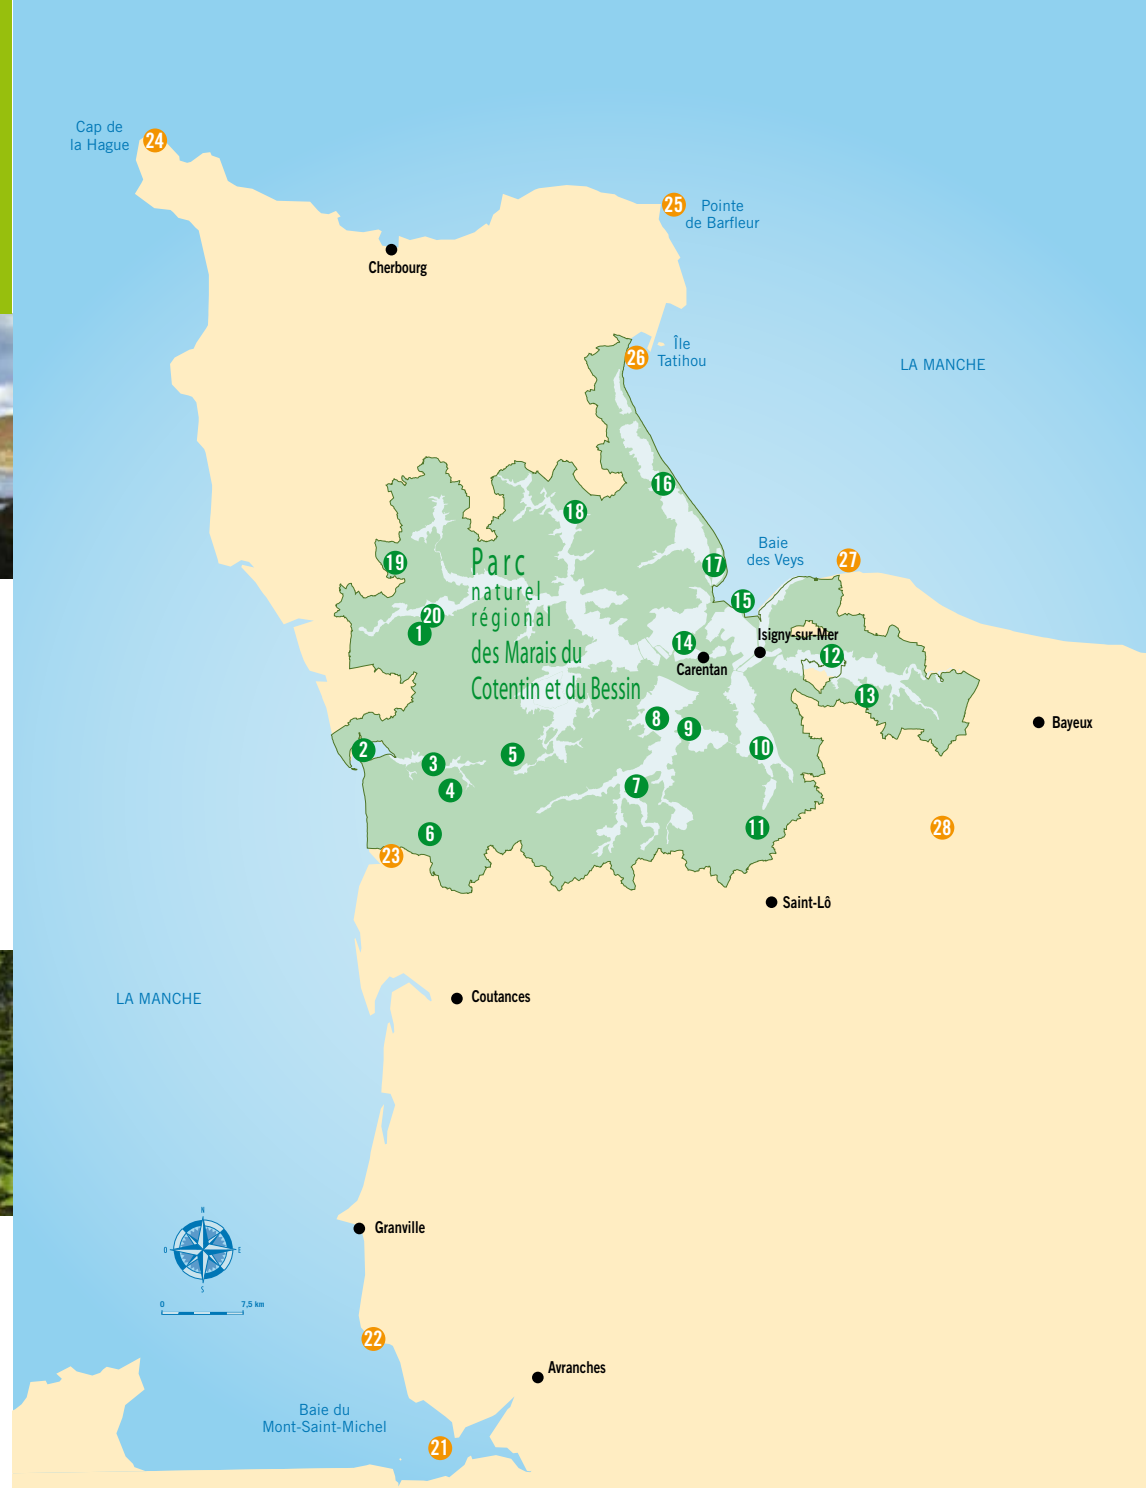 Cap de
la Hague
24
25
Pointe
de Barfleur
Cherbourg
Île
Tatihou
26
LA MANCHE
16
18
Baie
des Veys
27
19
17
Parc
naturel
régional
des Marais du
Cotentin et du Bessin
15
20
1
14
Isigny-sur-Mer
Carentan
12
13
8
9
Bayeux
2
3
5
10
4
7
6
11
28
23
Saint-Lô
Coutances
LA MANCHE
N
O
E
S
Granville
0
7,5 km
22
Avranches
Baie du
Mont-Saint-Michel
21